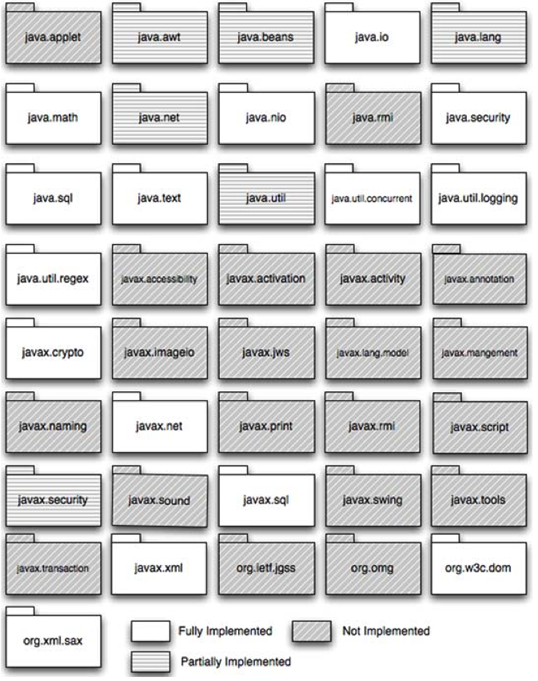 java.applet
java.awt
java.beans
java.io
java.lang
java.math
java.net
java.nio
java.rmi
java.security
java.sql
java.text
java.util
java.util.concurrent
java.util.logging
java.util.regex
javax.accessibility
javax.activation
javax.activity
javax.annotation
javax.crypto
javax.imageio
javax.jws
javax.lang.model
javax.mangement
javax.naming
javax.net
javax.print
javax.rmi
javax.script
javax.security
javax.sound
javax.sql
javax.swing
javax.tools
javax.transaction
javax.xml
org.ietf.jgss
org.omg
org.w3c.dom
org.xml.sax
Fully Implemented
Not Implemented
Partially Implemented